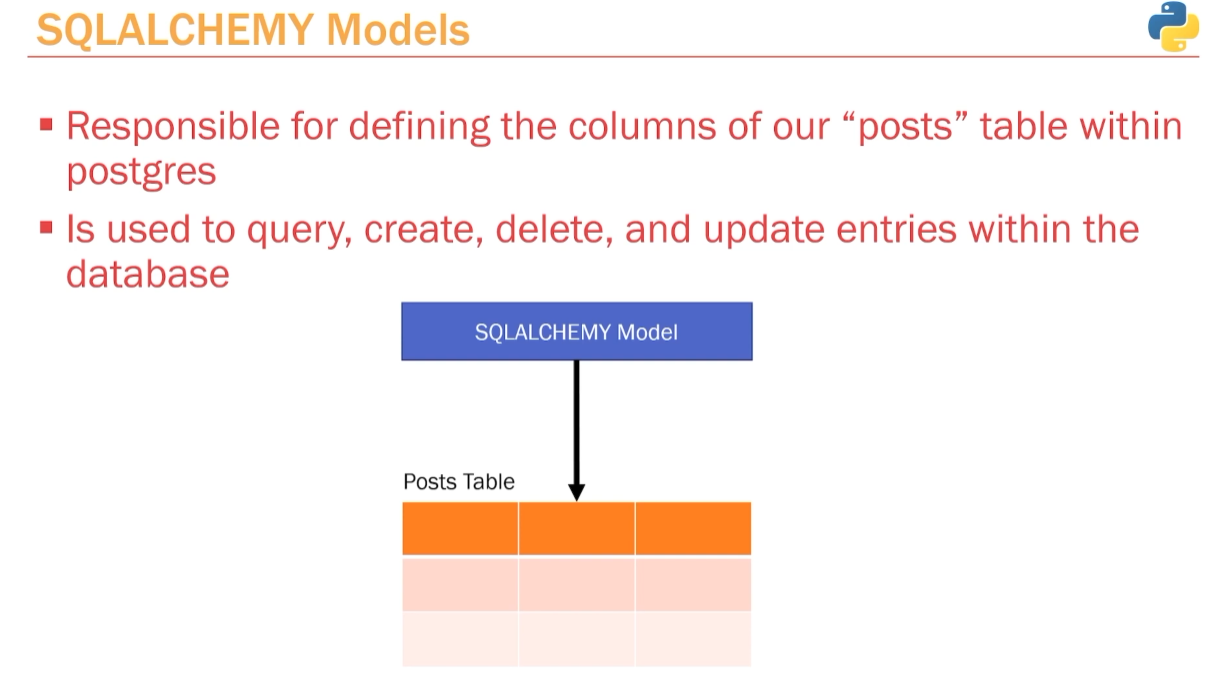 SQLALCHEMY Models
▪ Responsible for defining the columns of our “posts” table within
postgres
▪ Is used to query, create, delete, and update entries within the
database
SQLALCHEMY Model
Posts Table